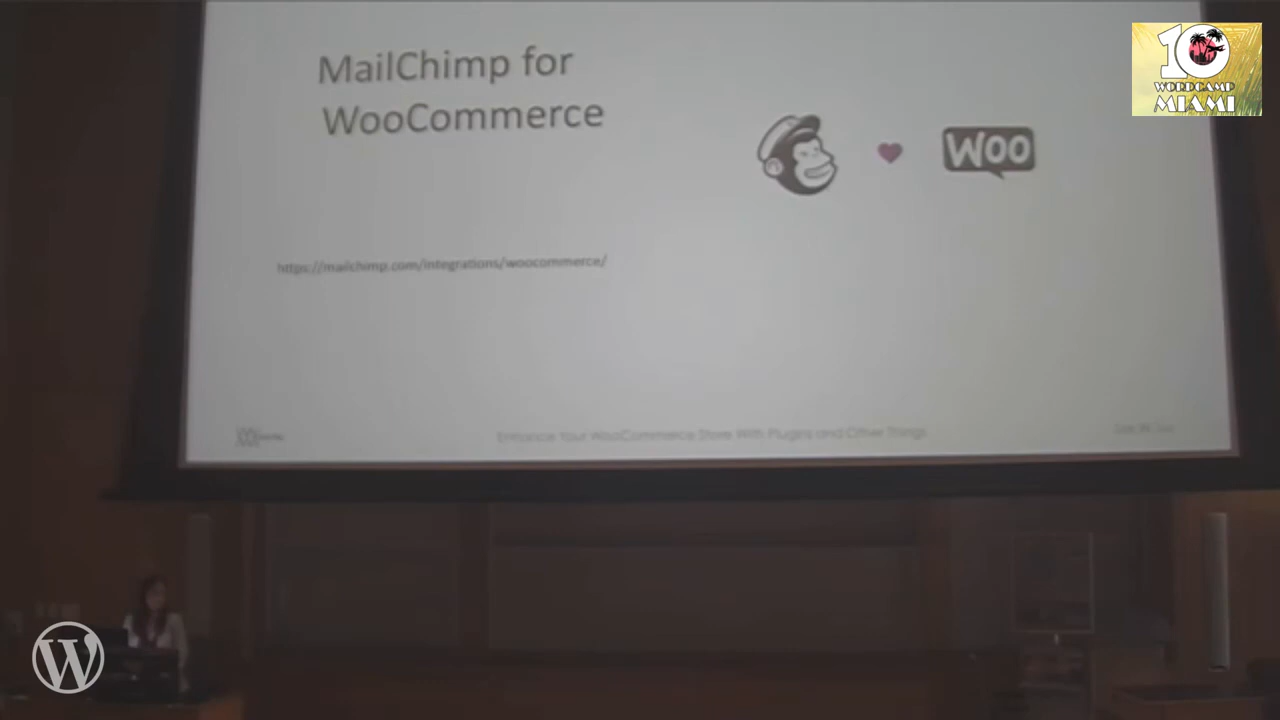 MailChimp for
WooCommerce
WOO
https://mailchimp.com/integrations/woocommerce/
Enhance Your WooCommerce Store With Plugins and Other Things
10
WORDCAMP
MIAMI